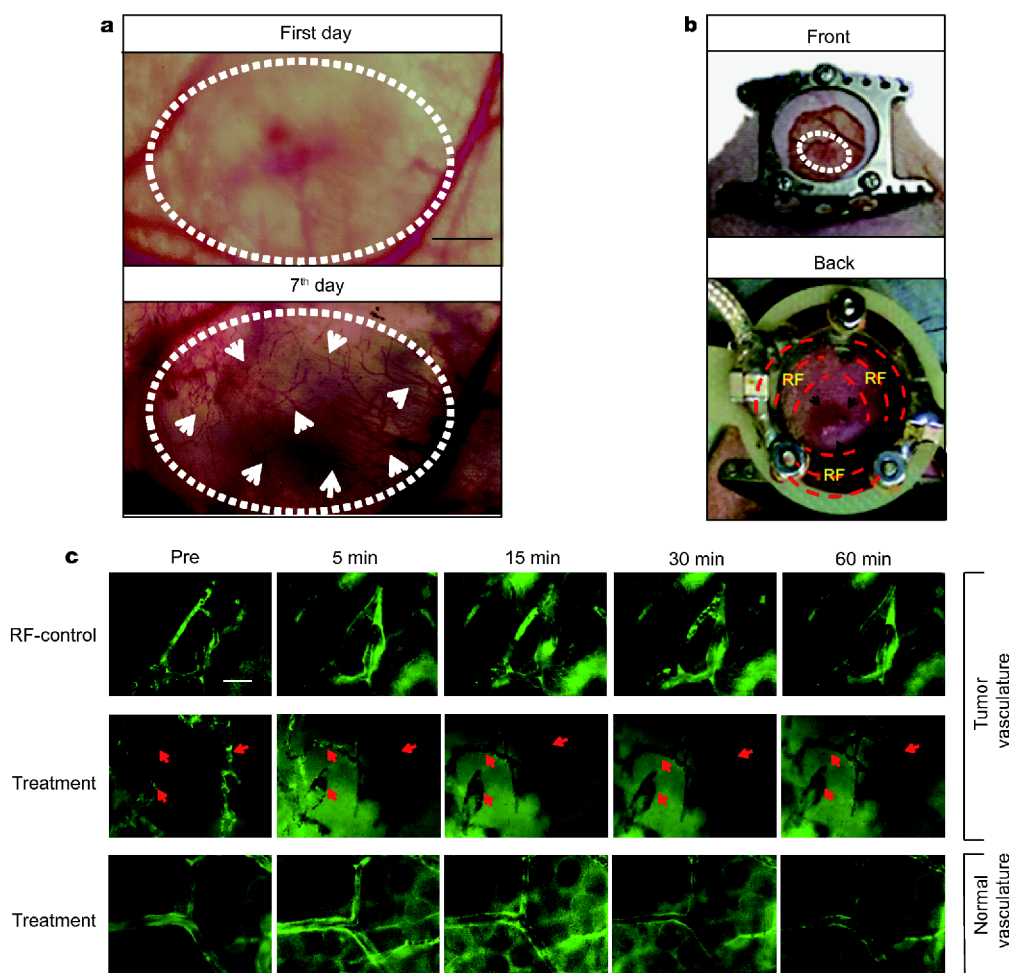 a
First day
7th day
b
Front
Back
RF
RF
RF
c
Pre
5 min
15 min
30 min
60 min
RF-control
Treatment
Treatment
Tumor
vasculature
Normal
vasculature